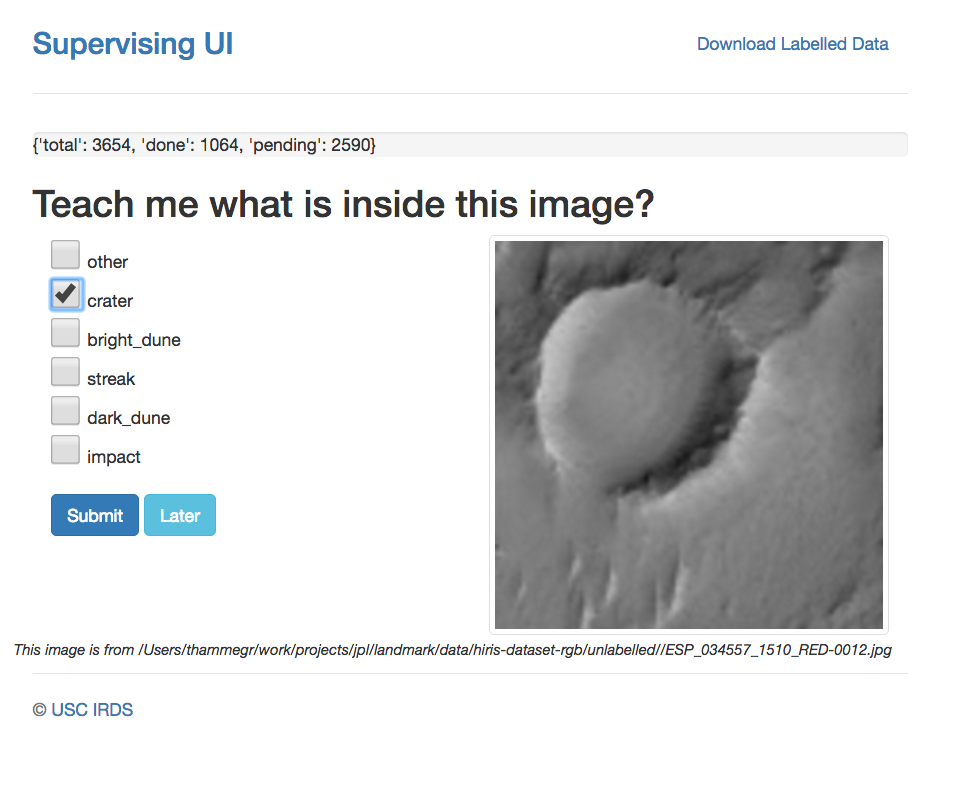 Supervising UI
Download Labelled Data
{'total': 3654, 'done': 1064, 'pending': 2590}
Teach me what is inside this image?
other
crater
bright_dune
streak
dark_dune
impact
Submit Later
This image is from /Users/thammegr/work/projects/jpl/landmark/data/hiris-dataset-rgb/unlabelled//ESP_034557_1510_RED-0012.jpg
© USC IRDS